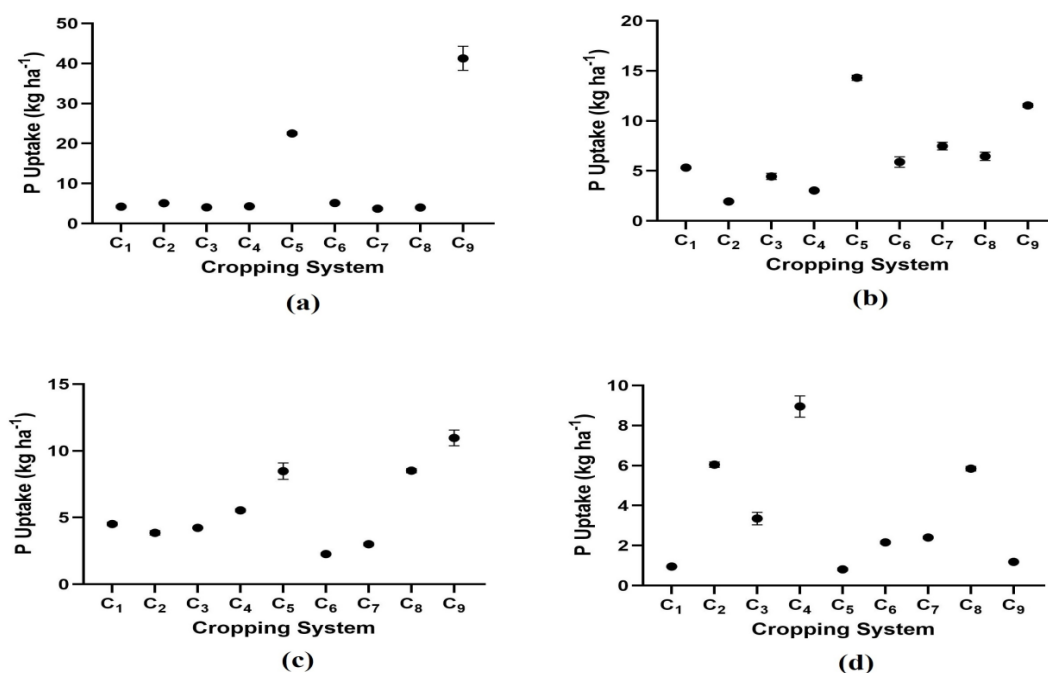 P Uptake (kg ha⁻¹)
50
40
30
20
10
0
C₁ C₂ C₃ C₄ C₅ C₆ C₇ C₈ C₉
Cropping System
(a)
P Uptake (kg ha⁻¹)
20
15
10
5
0
C₁ C₂ C₃ C₄ C₅ C₆ C₇ C₈ C₉
Cropping System
(b)
P Uptake (kg ha⁻¹)
15
10
5
0
C₁ C₂ C₃ C₄ C₅ C₆ C₇ C₈ C₉
Cropping System
(c)
P Uptake (kg ha⁻¹)
10
8
6
4
2
0
C₁ C₂ C₃ C₄ C₅ C₆ C₇ C₈ C₉
Cropping System
(d)